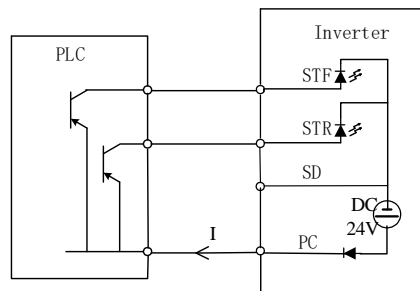 PLC
Inverter
STF
STR
SD
DC
24V
I
PC